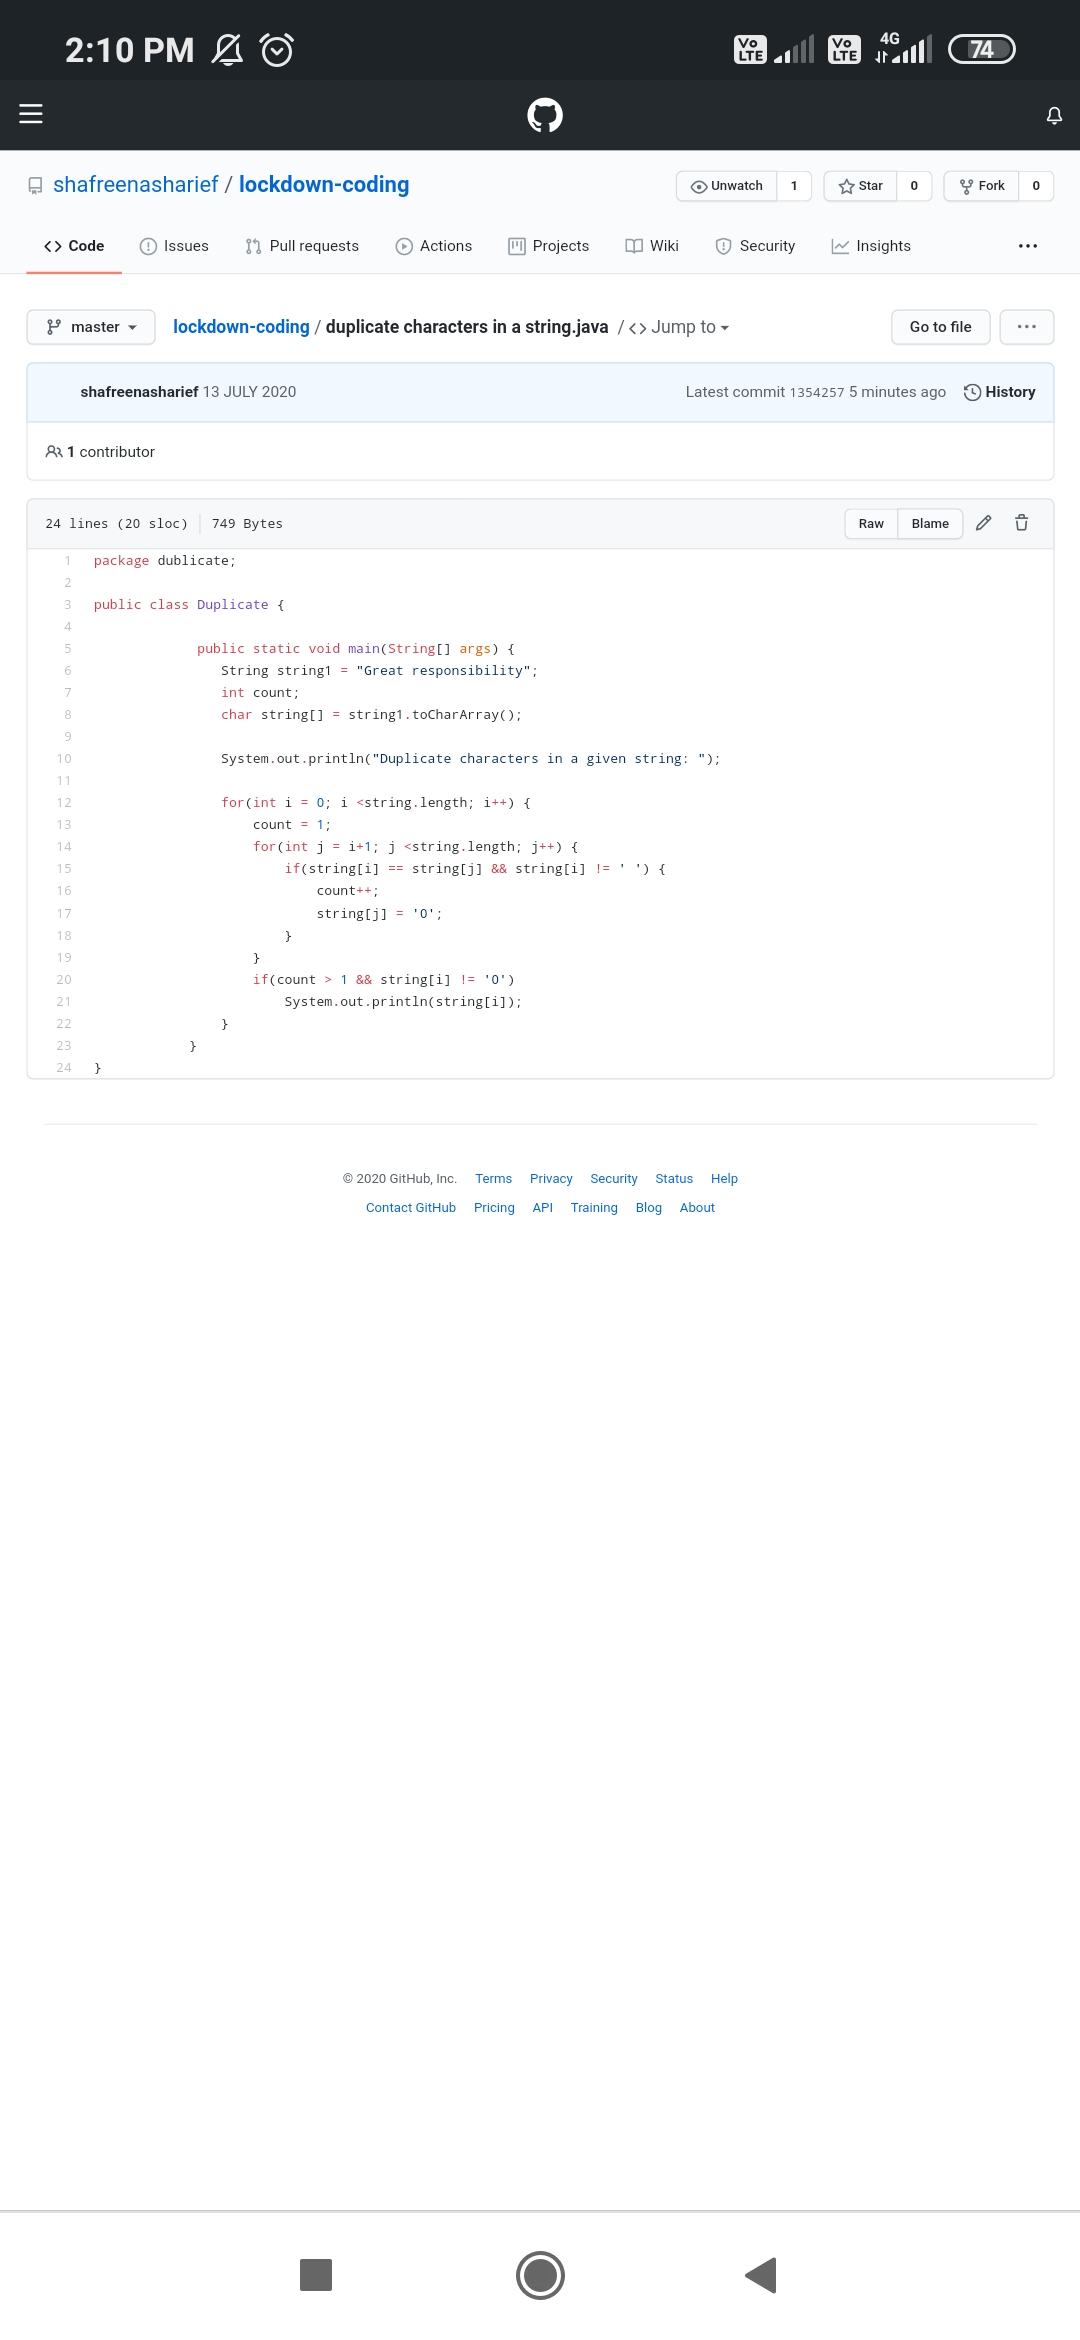 2:10 PM Vo LTE Vo LTE 4G 74
shafreenasharief / lockdown-coding Unwatch 1 Star 0 Fork 0
Code Issues Pull requests Actions Projects Wiki Security Insights ...
master lockdown-coding / duplicate characters in a string.java / <> Jump to Go to file ...
shafreenasharief 13 JULY 2020 Latest commit 1354257 5 minutes ago History
1 contributor
24 lines (20 sloc) 749 Bytes Raw Blame
1 package dublicate;
2
3 public class Duplicate {
4
5 public static void main(String[] args) {
6 String string1 = "Great responsibility";
7 int count;
8 char string[] = string1.toCharArray();
9
10 System.out.println("Duplicate characters in a given string: ");
11
12 for(int i = 0; i <string.length; i++) {
13 count = 1;
14 for(int j = i+1; j <string.length; j++) {
15 if(string[i] == string[j] && string[i] != ' ') {
16 count++;
17 string[j] = '0';
18 }
19 }
20 if(count > 1 && string[i] != '0')
21 System.out.println(string[i]);
22 }
23 }
24 }
© 2020 GitHub, Inc. Terms Privacy Security Status Help
Contact GitHub Pricing API Training Blog About